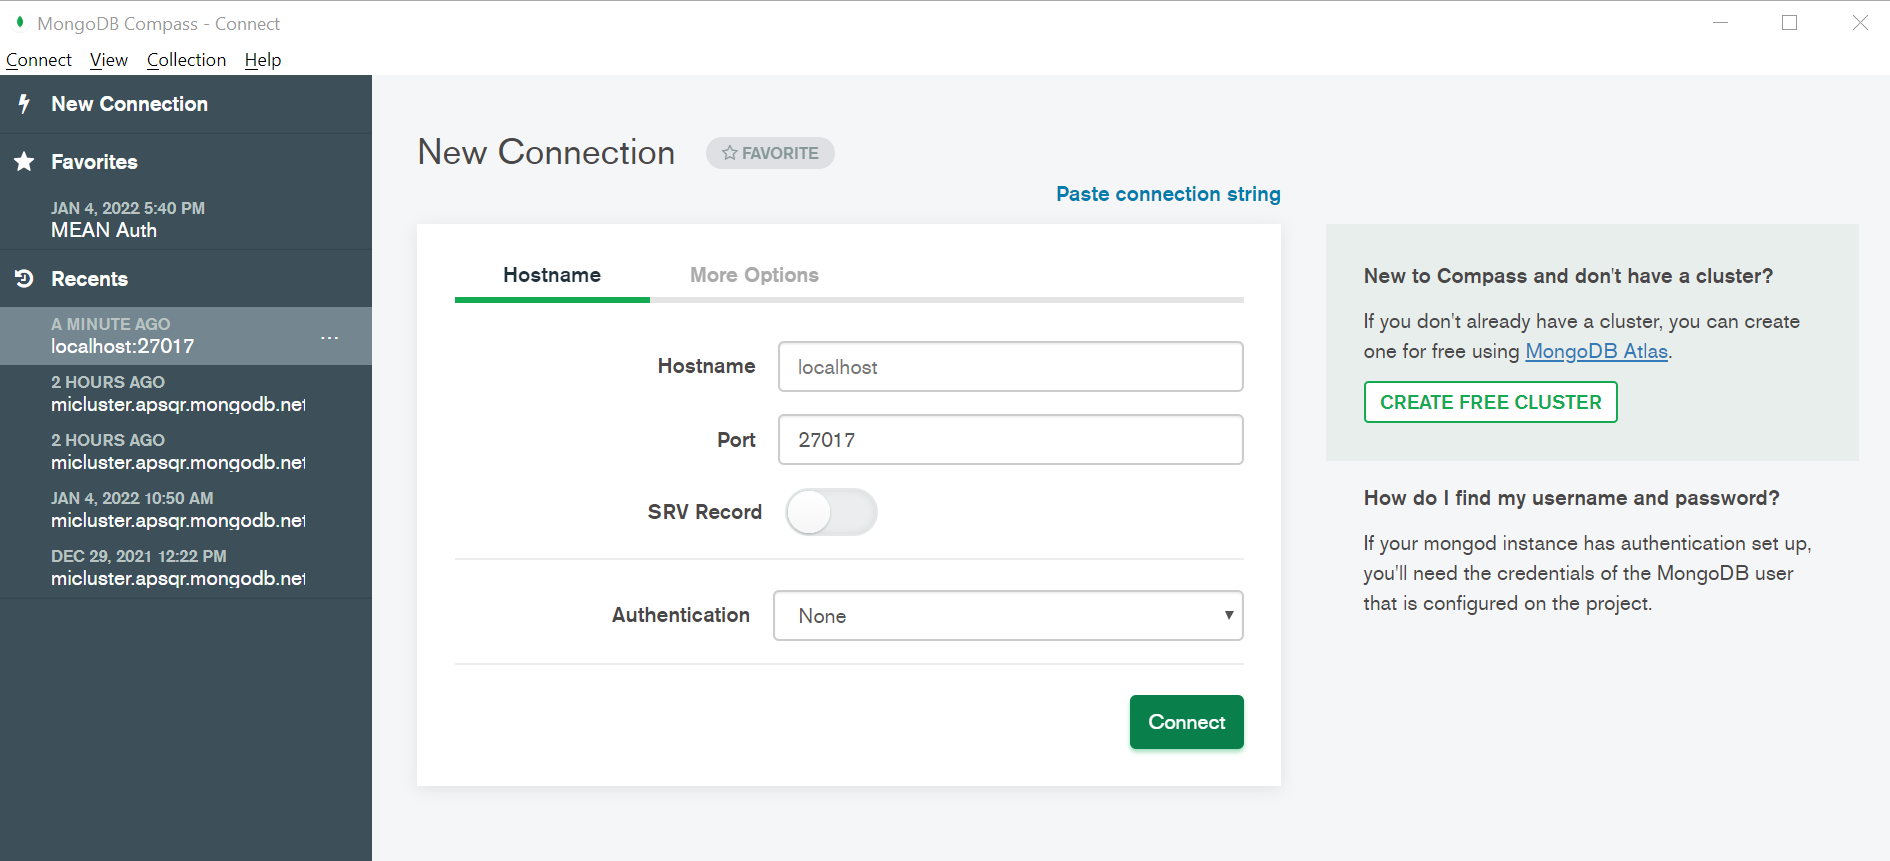 MongoDB Compass - Connect
Connect View Collection Help
New Connection
Favorites
JAN 4, 2022 5:40 PM
MEAN Auth
Recents
A MINUTE AGO
localhost:27017
...
2 HOURS AGO
micluster.apsqr.mongodb.net
2 HOURS AGO
micluster.apsqr.mongodb.net
JAN 4, 2022 10:50 AM
micluster.apsqr.mongodb.net
DEC 29, 2021 12:22 PM
micluster.apsqr.mongodb.net
New Connection
FAVORITE
Paste connection string
Hostname
More Options
Hostname
localhost
Port
27017
SRV Record
Authentication
None
Connect
New to Compass and don't have a cluster?
If you don't already have a cluster, you can create
one for free using MongoDB Atlas.
CREATE FREE CLUSTER
How do I find my username and password?
If your mongod instance has authentication set up,
you'll need the credentials of the MongoDB user
that is configured on the project.